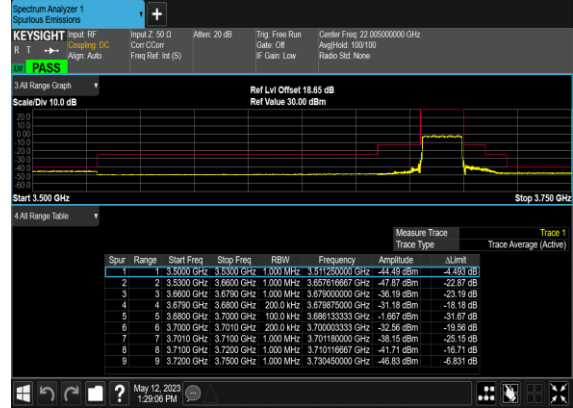 Spectrum Analyzer 1
Spurious Emissions
KEYSIGHT
R T
LXI PASS
Input: RF
Coupling: DC
Align: Auto
Input Z: 50 Ω
Corr CCorr
Freq Ref: Int (S)
Atten: 20 dB
Trig: Free Run
Gate: Off
IF Gain: Low
Center Freq: 22.005000000 GHz
Avg|Hold: 100/100
Radio Std: None
3 All Range Graph
Scale/Div 10.0 dB
Ref Lvl Offset 18.65 dB
Ref Value 30.00 dBm
20.0
10.0
0.00
-10.0
-20.0
-30.0
-40.0
-50.0
-60.0
Start 3.500 GHz
Stop 3.750 GHz
4 All Range Table
Measure Trace Trace 1
Trace Type Trace Average (Active)
Spur Range Start Freq Stop Freq RBW Frequency Amplitude ΔLimit
1 1 3.5000 GHz 3.5300 GHz 1.000 MHz 3.511250000 GHz -44.49 dBm -4.493 dB
2 2 3.5300 GHz 3.6600 GHz 1.000 MHz 3.657616667 GHz -47.87 dBm -22.87 dB
3 3 3.6600 GHz 3.6790 GHz 1.000 MHz 3.679000000 GHz -36.19 dBm -23.19 dB
4 4 3.6790 GHz 3.6800 GHz 200.0 kHz 3.679875000 GHz -31.18 dBm -18.18 dB
5 5 3.6800 GHz 3.7000 GHz 100.0 kHz 3.686133333 GHz -1.667 dBm -31.67 dB
6 6 3.7000 GHz 3.7010 GHz 200.0 kHz 3.700003333 GHz -32.56 dBm -19.56 dB
7 7 3.7010 GHz 3.7100 GHz 1.000 MHz 3.701180000 GHz -38.15 dBm -25.15 dB
8 8 3.7100 GHz 3.7200 GHz 1.000 MHz 3.710116667 GHz -41.71 dBm -16.71 dB
9 9 3.7200 GHz 3.7500 GHz 1.000 MHz 3.730450000 GHz -46.83 dBm -6.831 dB
May 12, 2023
1:29:06 PM